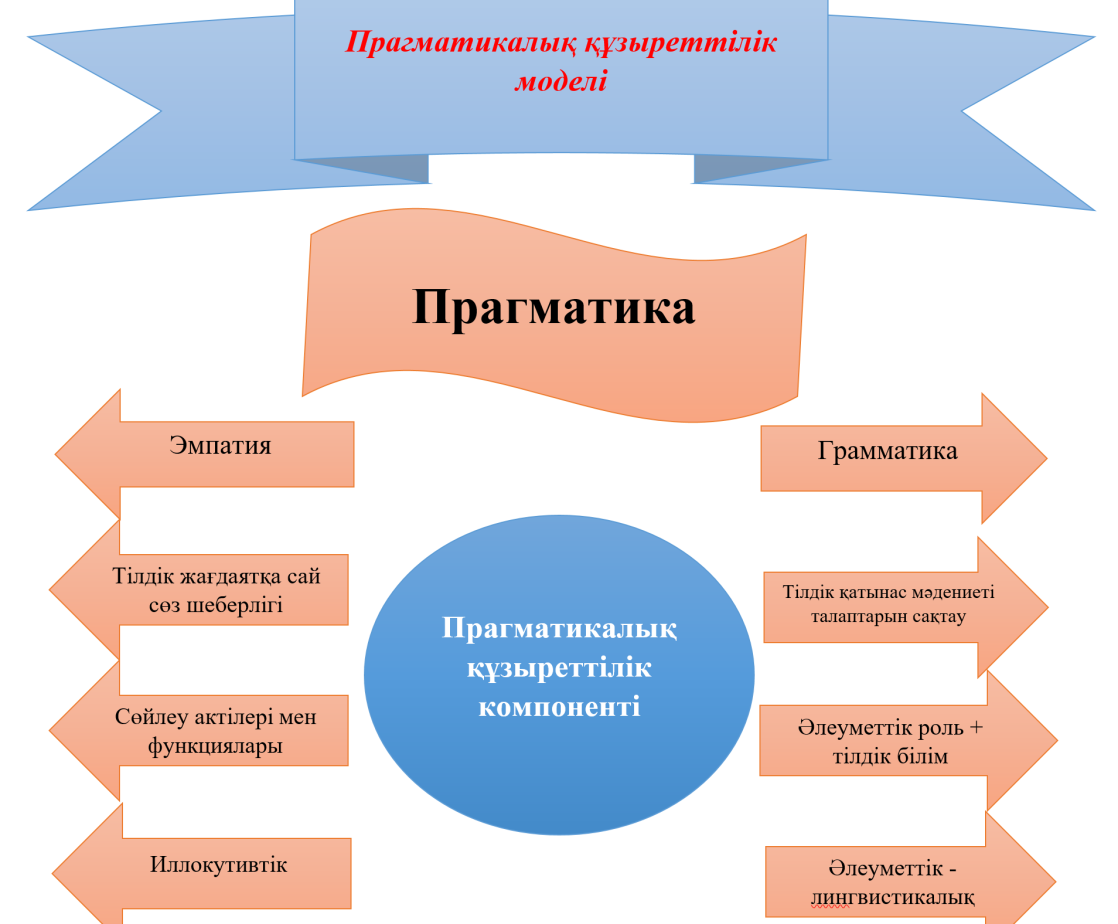 Прагматикалық құзыреттілік
моделі
Прагматика
Эмпатия
Грамматика
Тілдік жағдаятқа сай
сөз шеберлігі
Тілдік қатынас мәдениеті
талаптарын сақтау
Прагматикалық
құзыреттілік
компоненті
Сөйлеу актілері мен
функциялары
Әлеуметтік роль +
тілдік білім
Иллокутивтік
Әлеуметтік -
лингвистикалық